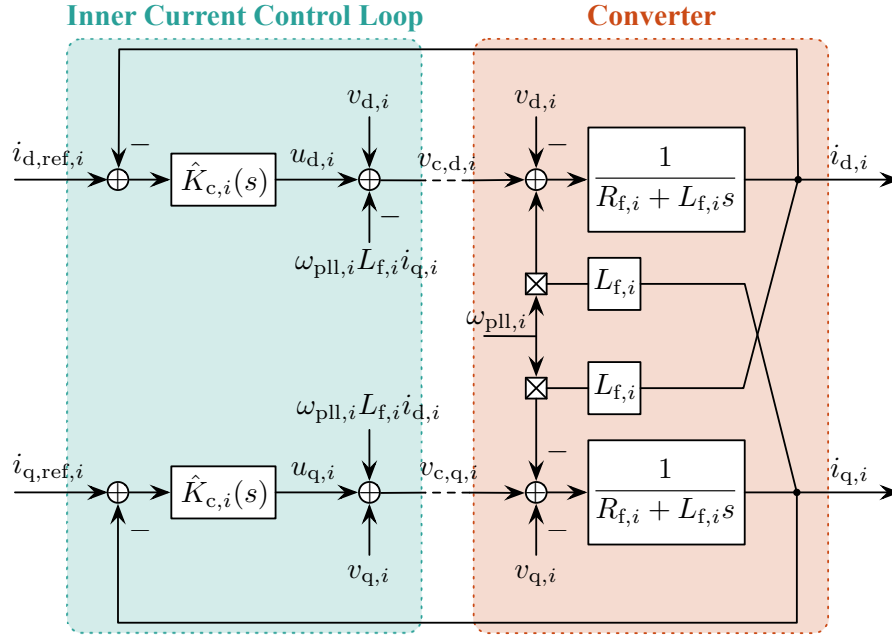 Inner Current Control Loop
Converter
v_{d,i}
v_{d,i}
i_{d,ref,i}
−
K̂_{c,i}(s)
u_{d,i}
v_{c,d,i}
−
1
R_{f,i} + L_{f,i}s
i_{d,i}
−
ω_{pll,i}L_{f,i}i_{q,i}
L_{f,i}
ω_{pll,i}
L_{f,i}
ω_{pll,i}L_{f,i}i_{d,i}
i_{q,ref,i}
−
K̂_{c,i}(s)
u_{q,i}
v_{c,q,i}
−
1
R_{f,i} + L_{f,i}s
i_{q,i}
−
v_{q,i}
v_{q,i}